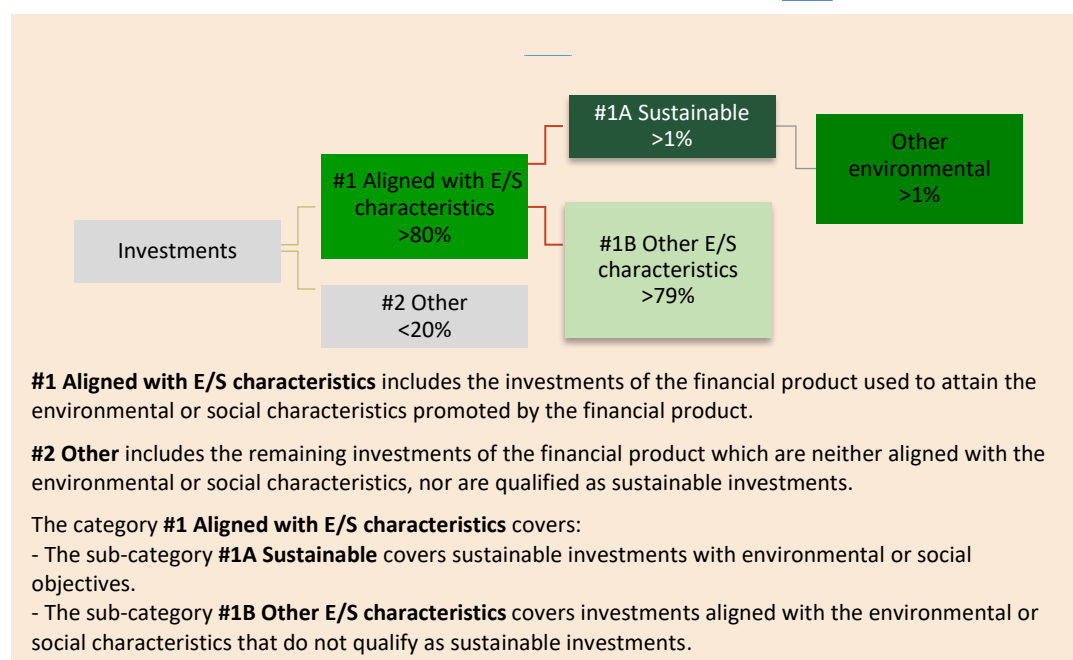 #1A Sustainable
>1%
Other
environmental
>1%
#1 Aligned with E/S
characteristics
>80%
Investments
#1B Other E/S
characteristics
>79%
#2 Other
<20%
#1 Aligned with E/S characteristics includes the investments of the financial product used to attain the
environmental or social characteristics promoted by the financial product.
#2 Other includes the remaining investments of the financial product which are neither aligned with the
environmental or social characteristics, nor are qualified as sustainable investments.
The category #1 Aligned with E/S characteristics covers:
- The sub-category #1A Sustainable covers sustainable investments with environmental or social
objectives.
- The sub-category #1B Other E/S characteristics covers investments aligned with the environmental or
social characteristics that do not qualify as sustainable investments.